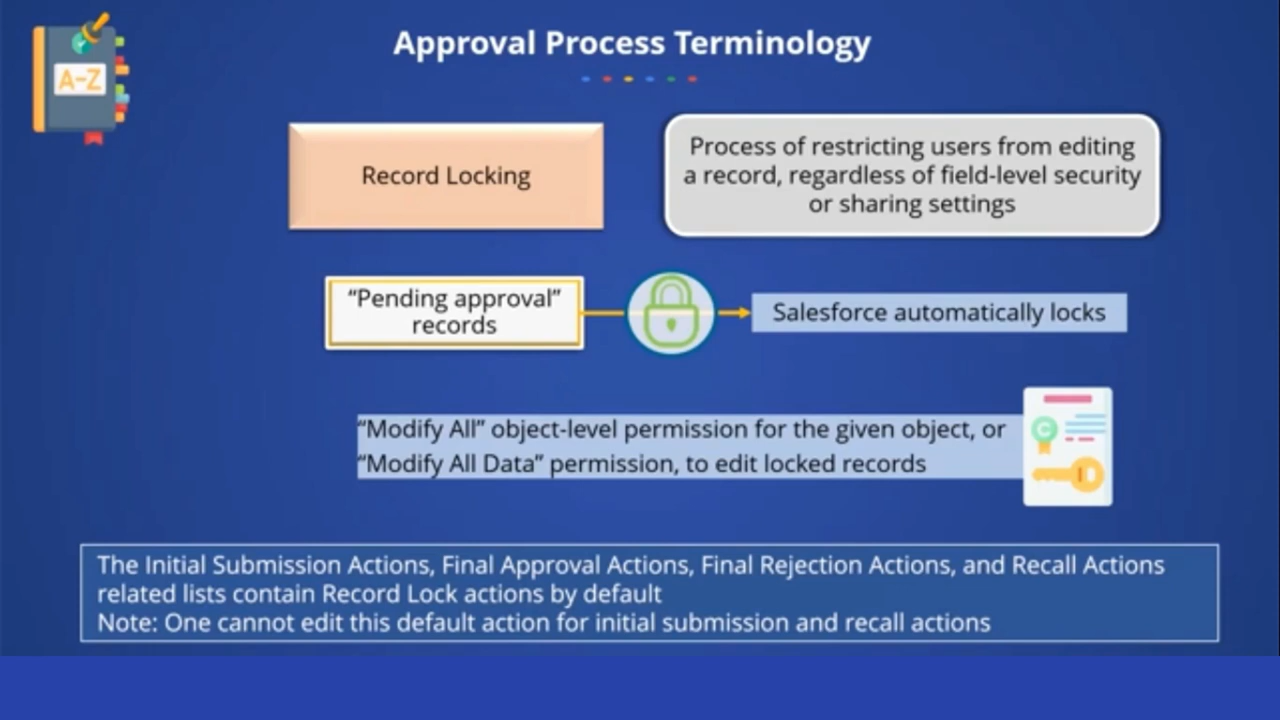 Approval Process Terminology
A-Z
Record Locking
Process of restricting users from editing
a record, regardless of field-level security
or sharing settings
“Pending approval”
records
Salesforce automatically locks
“Modify All” object-level permission for the given object, or
“Modify All Data” permission, to edit locked records
C
The Initial Submission Actions, Final Approval Actions, Final Rejection Actions, and Recall Actions
related lists contain Record Lock actions by default
Note: One cannot edit this default action for initial submission and recall actions